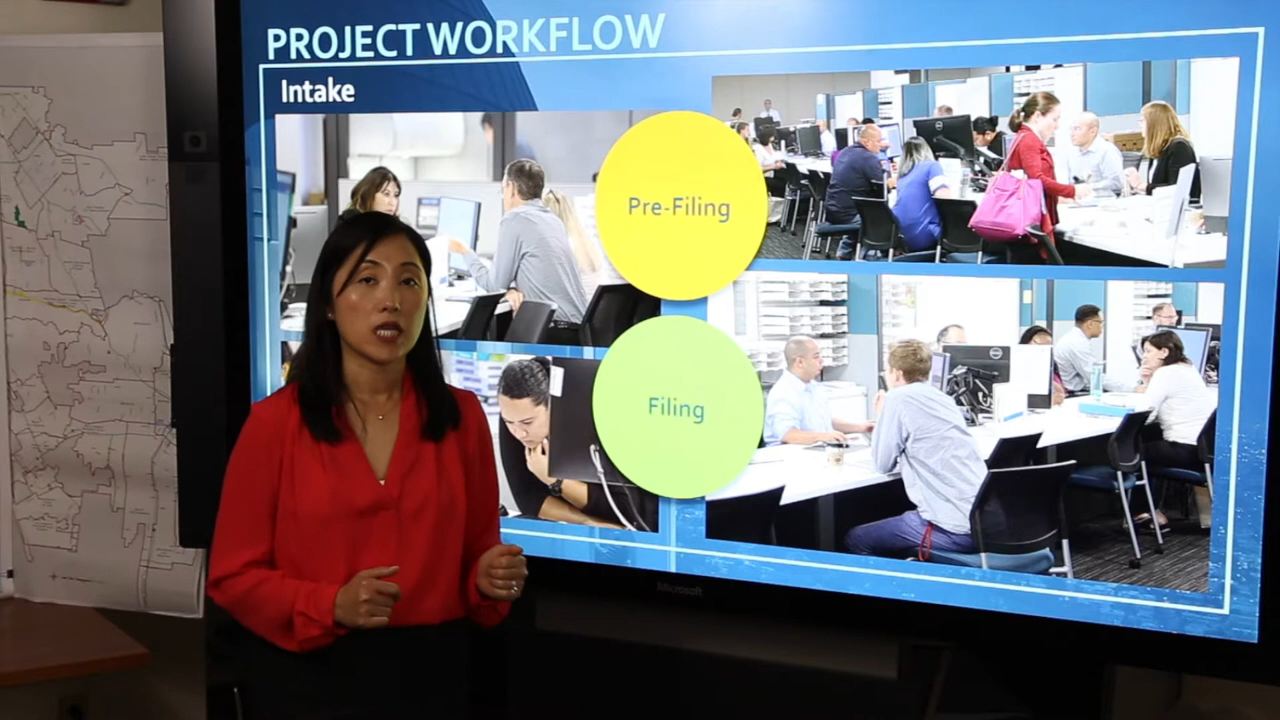 PROJECT WORKFLOW
Intake
Pre-Filing
Filing
Microsoft